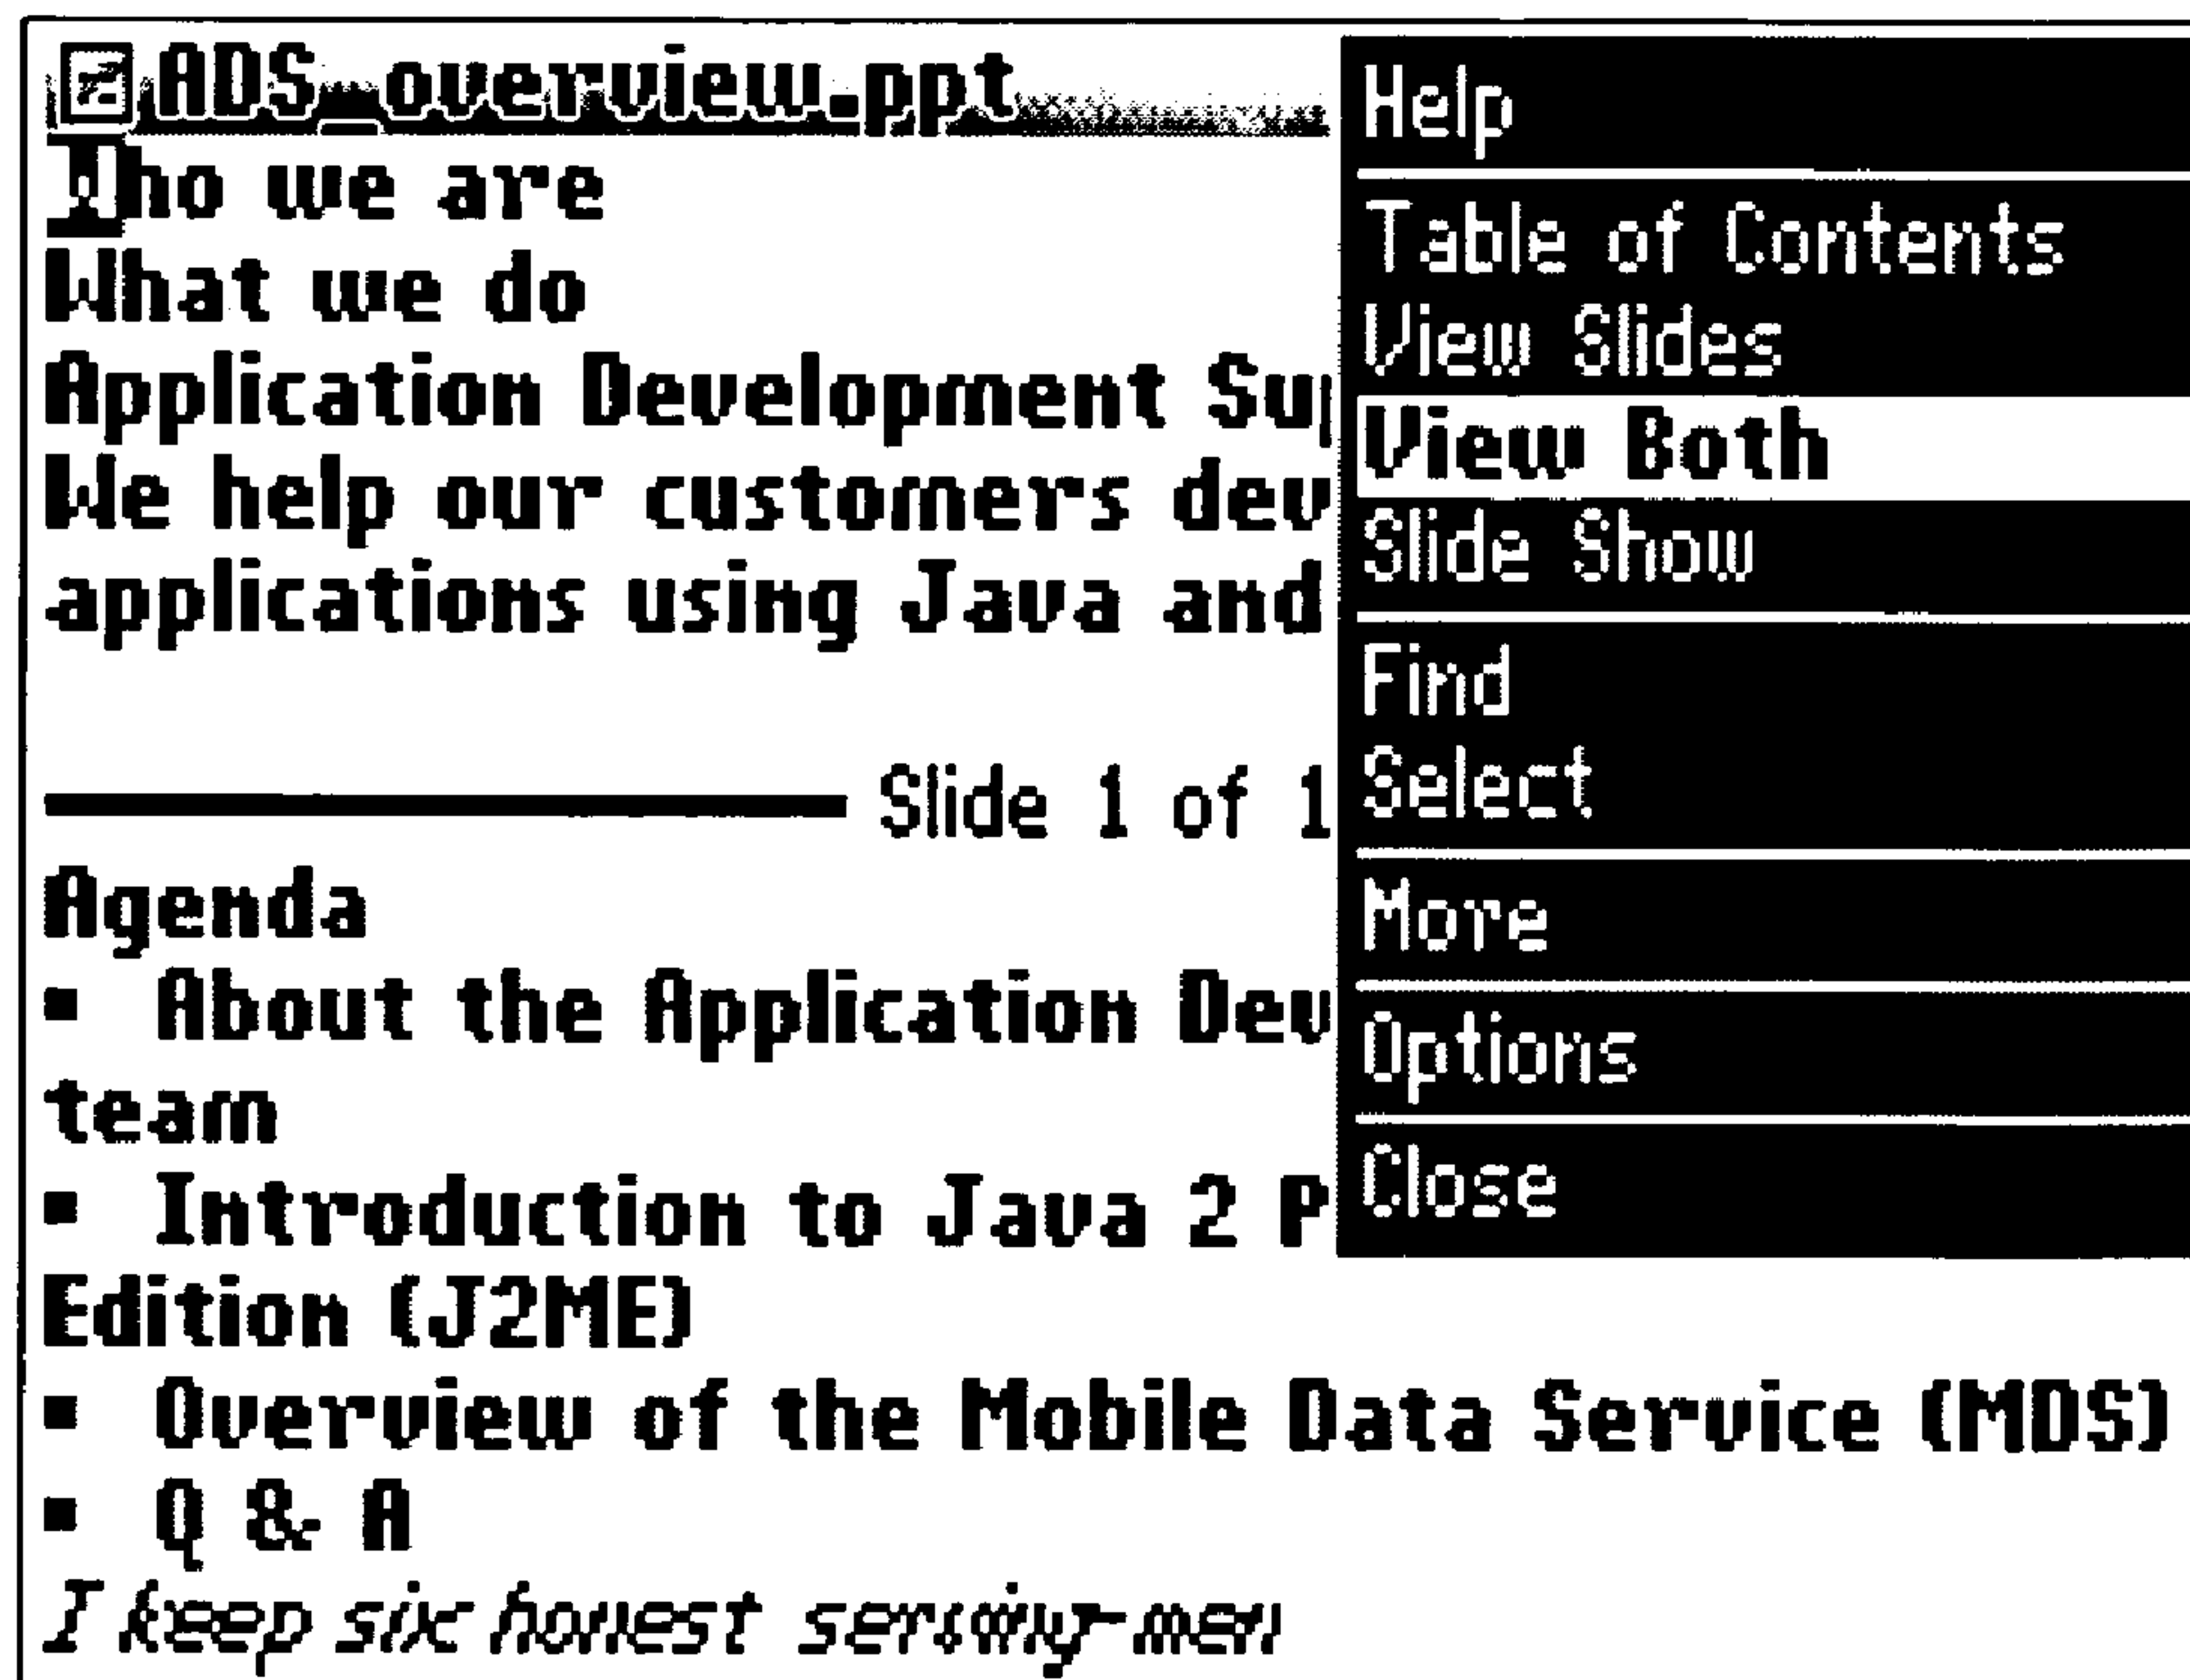 ADS_overview.ppt
Who we are
What we do
Application Development Sup
We help our customers dev
applications using Java and
Slide 1 of 1
Agenda
▪ About the Application Dev
team
▪ Introduction to Java 2 P
Edition (J2ME)
▪ Overview of the Mobile Data Service (MDS)
▪ Q & A
I keep six honest serving-men
Help
Table of Contents
View Slides
View Both
Slide Show
Find
Select
More
Options
Close